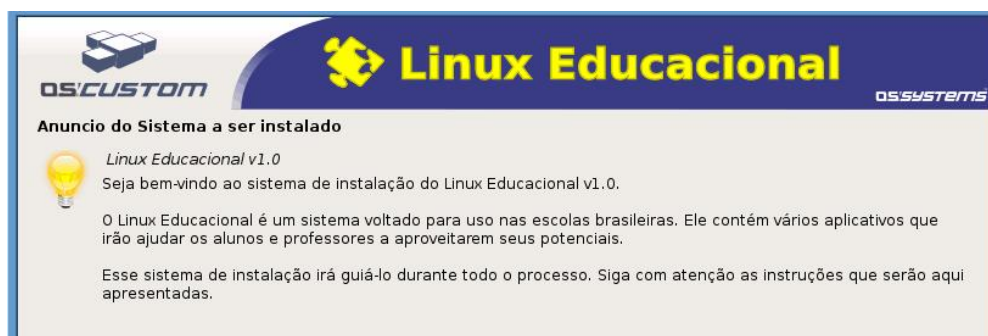 OS'CUSTOM
Linux Educacional
OS'SYSTEMS
Anuncio do Sistema a ser instalado
Linux Educacional v1.0
Seja bem-vindo ao sistema de instalação do Linux Educacional v1.0.
O Linux Educacional é um sistema voltado para uso nas escolas brasileiras. Ele contém vários aplicativos que
irão ajudar os alunos e professores a aproveitarem seus potenciais.
Esse sistema de instalação irá guiá-lo durante todo o processo. Siga com atenção as instruções que serão aqui
apresentadas.